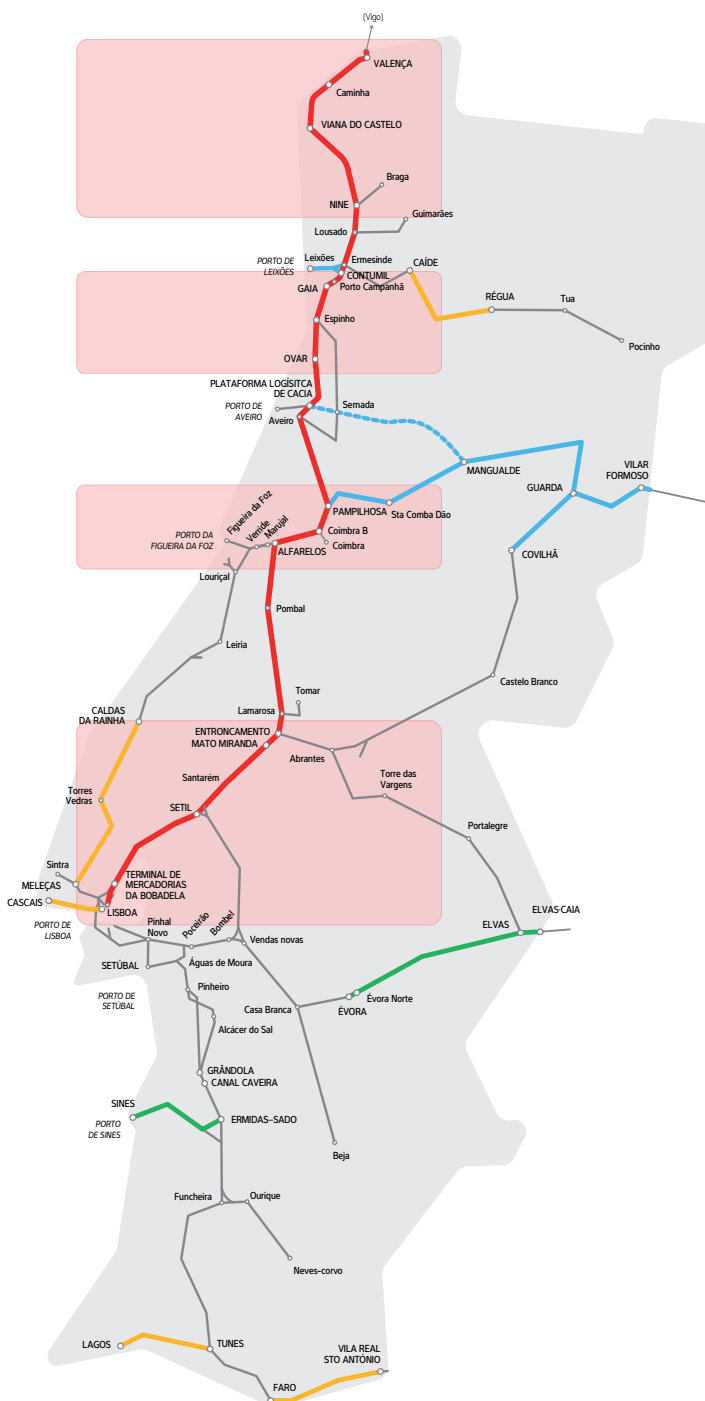 (Vigo)
VALENÇA
Caminha
VIANA DO CASTELO
Braga
NINE
Guimarães
Lousado
PORTO DE
LEIXÕES
Leixões
Ermesinde
CAÍDE
CONTUMIL
GAIA
Porto Campanhã
RÉGUA
Tua
Espinho
Pocinho
OVAR
PLATAFORMA LOGÍSITCA
DE CACIA
PORTO DE
AVEIRO
Sernada
Aveiro
MANGUALDE
VILAR
FORMOSO
GUARDA
Figueira da Foz
Verride
Marujal
PAMPILHOSA
Sta Comba Dão
PORTO DA
FIGUEIRA DA FOZ
Coimbra B
ALFARELOS
Coimbra
COVILHÃ
Louriçal
Pombal
Leiria
Castelo Branco
Tomar
CALDAS
DA RAINHA
Lamarosa
ENTRONCAMENTO
MATO MIRANDA
Abrantes
Santarém
Torre das
Vargens
Torres
Vedras
SETIL
Portalegre
Sintra
MELEÇAS
TERMINAL DE
MERCADORIAS
DA BOBADELA
CASCAIS
LISBOA
ELVAS-CAIA
ELVAS
PORTO DE
LISBOA
Pinhal
Novo
Poceirão
Bombel
Vendas novas
SETÚBAL
Águas de Moura
PORTO DE
SETÚBAL
Pinheiro
Évora Norte
Casa Branca
ÉVORA
Alcácer do Sal
GRÂNDOLA
CANAL CAVEIRA
SINES
PORTO
DE SINES
ERMIDAS-SADO
Beja
Funcheira
Ourique
Neves-corvo
LAGOS
TUNES
VILA REAL
STO ANTÓNIO
FARO